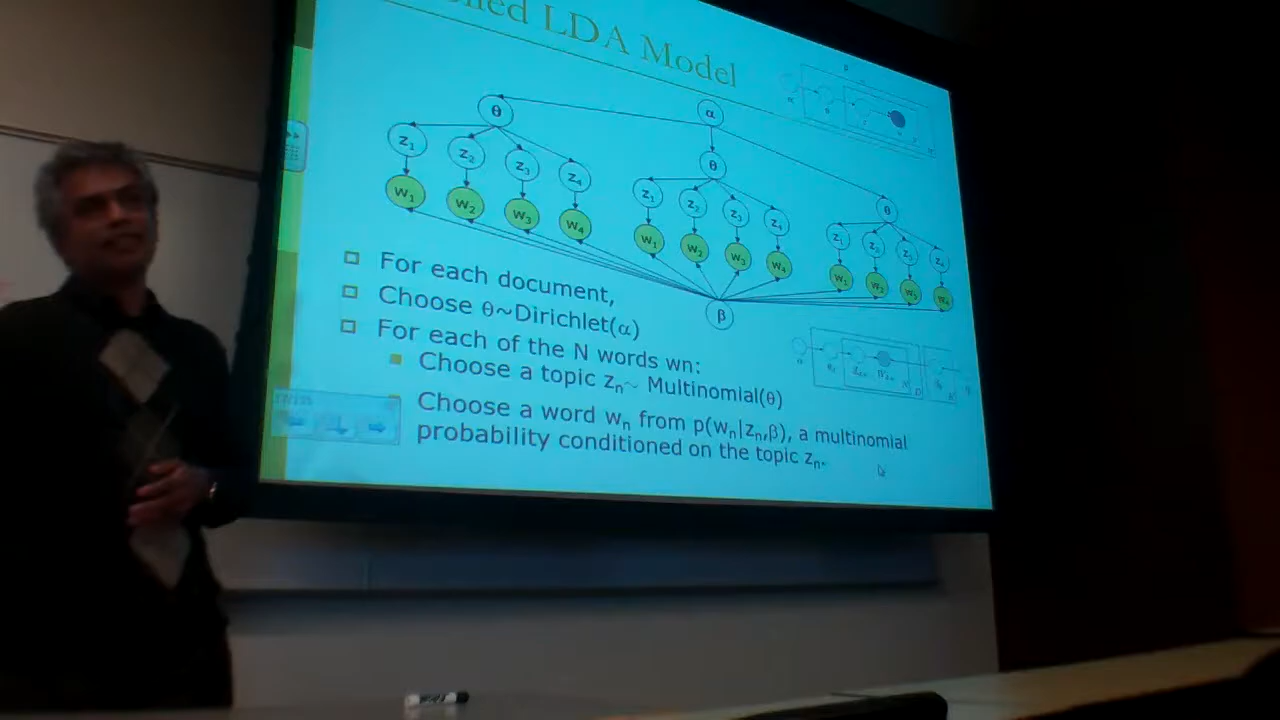 LDA Model
α
θ
θ
θ
z₁ z₂ z₃ z₄
w₁ w₂ w₃ w₄
z₁ z₂ z₃ z₄
w₁ w₂ w₃ w₄
z₁ z₂ z₃ z₄
w₁ w₂ w₃ w₄
β
For each document,
Choose θ~Dirichlet(α)
For each of the N words wn:
Choose a topic zₙ~ Multinomial(θ)
Choose a word wₙ from p(wₙ|zₙ,β), a multinomial
probability conditioned on the topic zₙ.